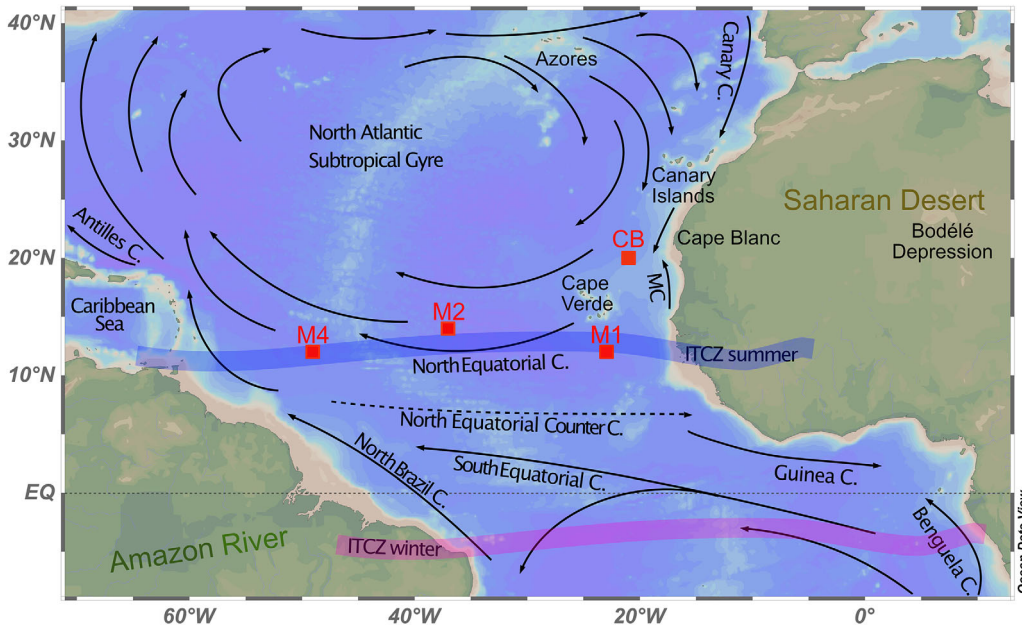 40°N
30°N
20°N
10°N
EQ
60°W
40°W
20°W
0°
Azores
Canary C.
North Atlantic
Subtropical Gyre
Canary
Islands
Saharan Desert
Bodélé
Depression
Antilles C.
CB
Cape Blanc
Cape
Verde
MC
Caribbean
Sea
M2
M4
M1
ITCZ summer
North Equatorial C.
North Equatorial Counter C.
North Brazil C.
South Equatorial C.
Guinea C.
Benguela C.
Amazon River
ITCZ winter
Ocean Data View